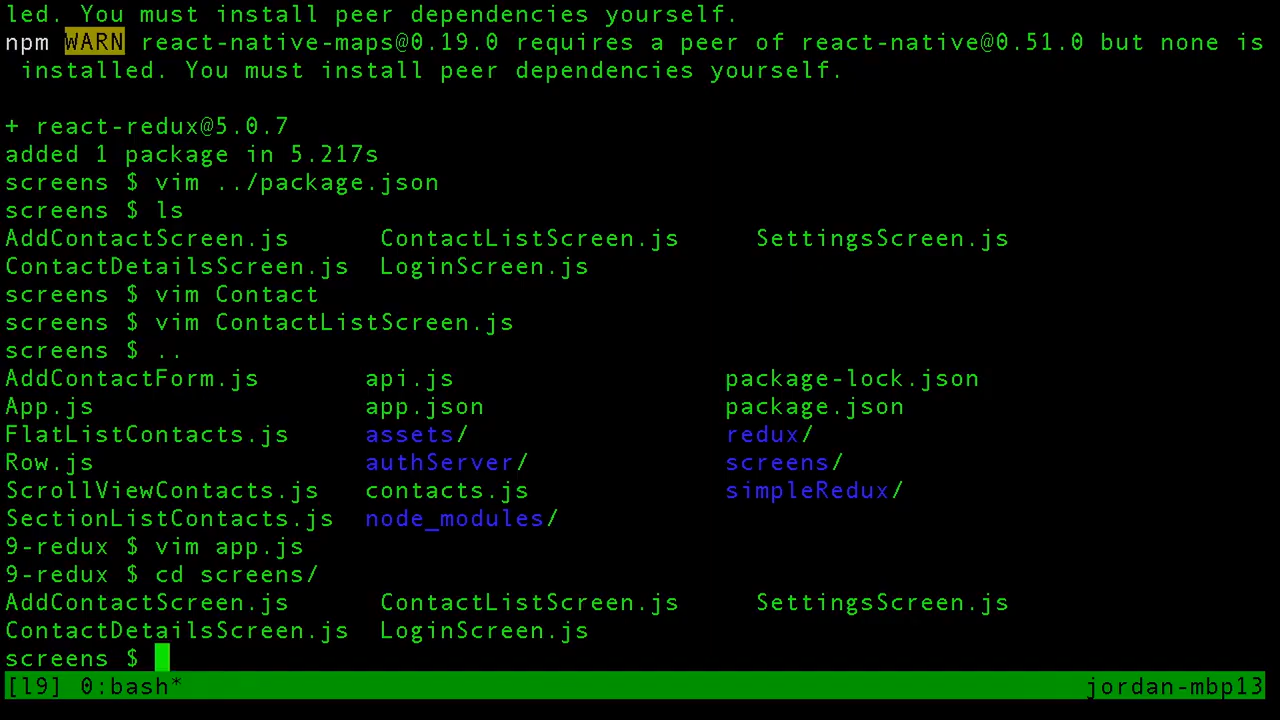 led. You must install peer dependencies yourself.
npm WARN react-native-maps@0.19.0 requires a peer of react-native@0.51.0 but none is
 installed. You must install peer dependencies yourself.

+ react-redux@5.0.7
added 1 package in 5.217s
screens $ vim ../package.json
screens $ ls
AddContactScreen.js      ContactListScreen.js     SettingsScreen.js
ContactDetailsScreen.js  LoginScreen.js
screens $ vim Contact
screens $ vim ContactListScreen.js
screens $ ..
AddContactForm.js       api.js                  package-lock.json
App.js                  app.json                package.json
FlatListContacts.js     assets/                 redux/
Row.js                  authServer/             screens/
ScrollViewContacts.js   contacts.js             simpleRedux/
SectionListContacts.js  node_modules/
9-redux $ vim app.js
9-redux $ cd screens/
AddContactScreen.js      ContactListScreen.js     SettingsScreen.js
ContactDetailsScreen.js  LoginScreen.js
screens $
[l9] 0:bash* jordan-mbp13